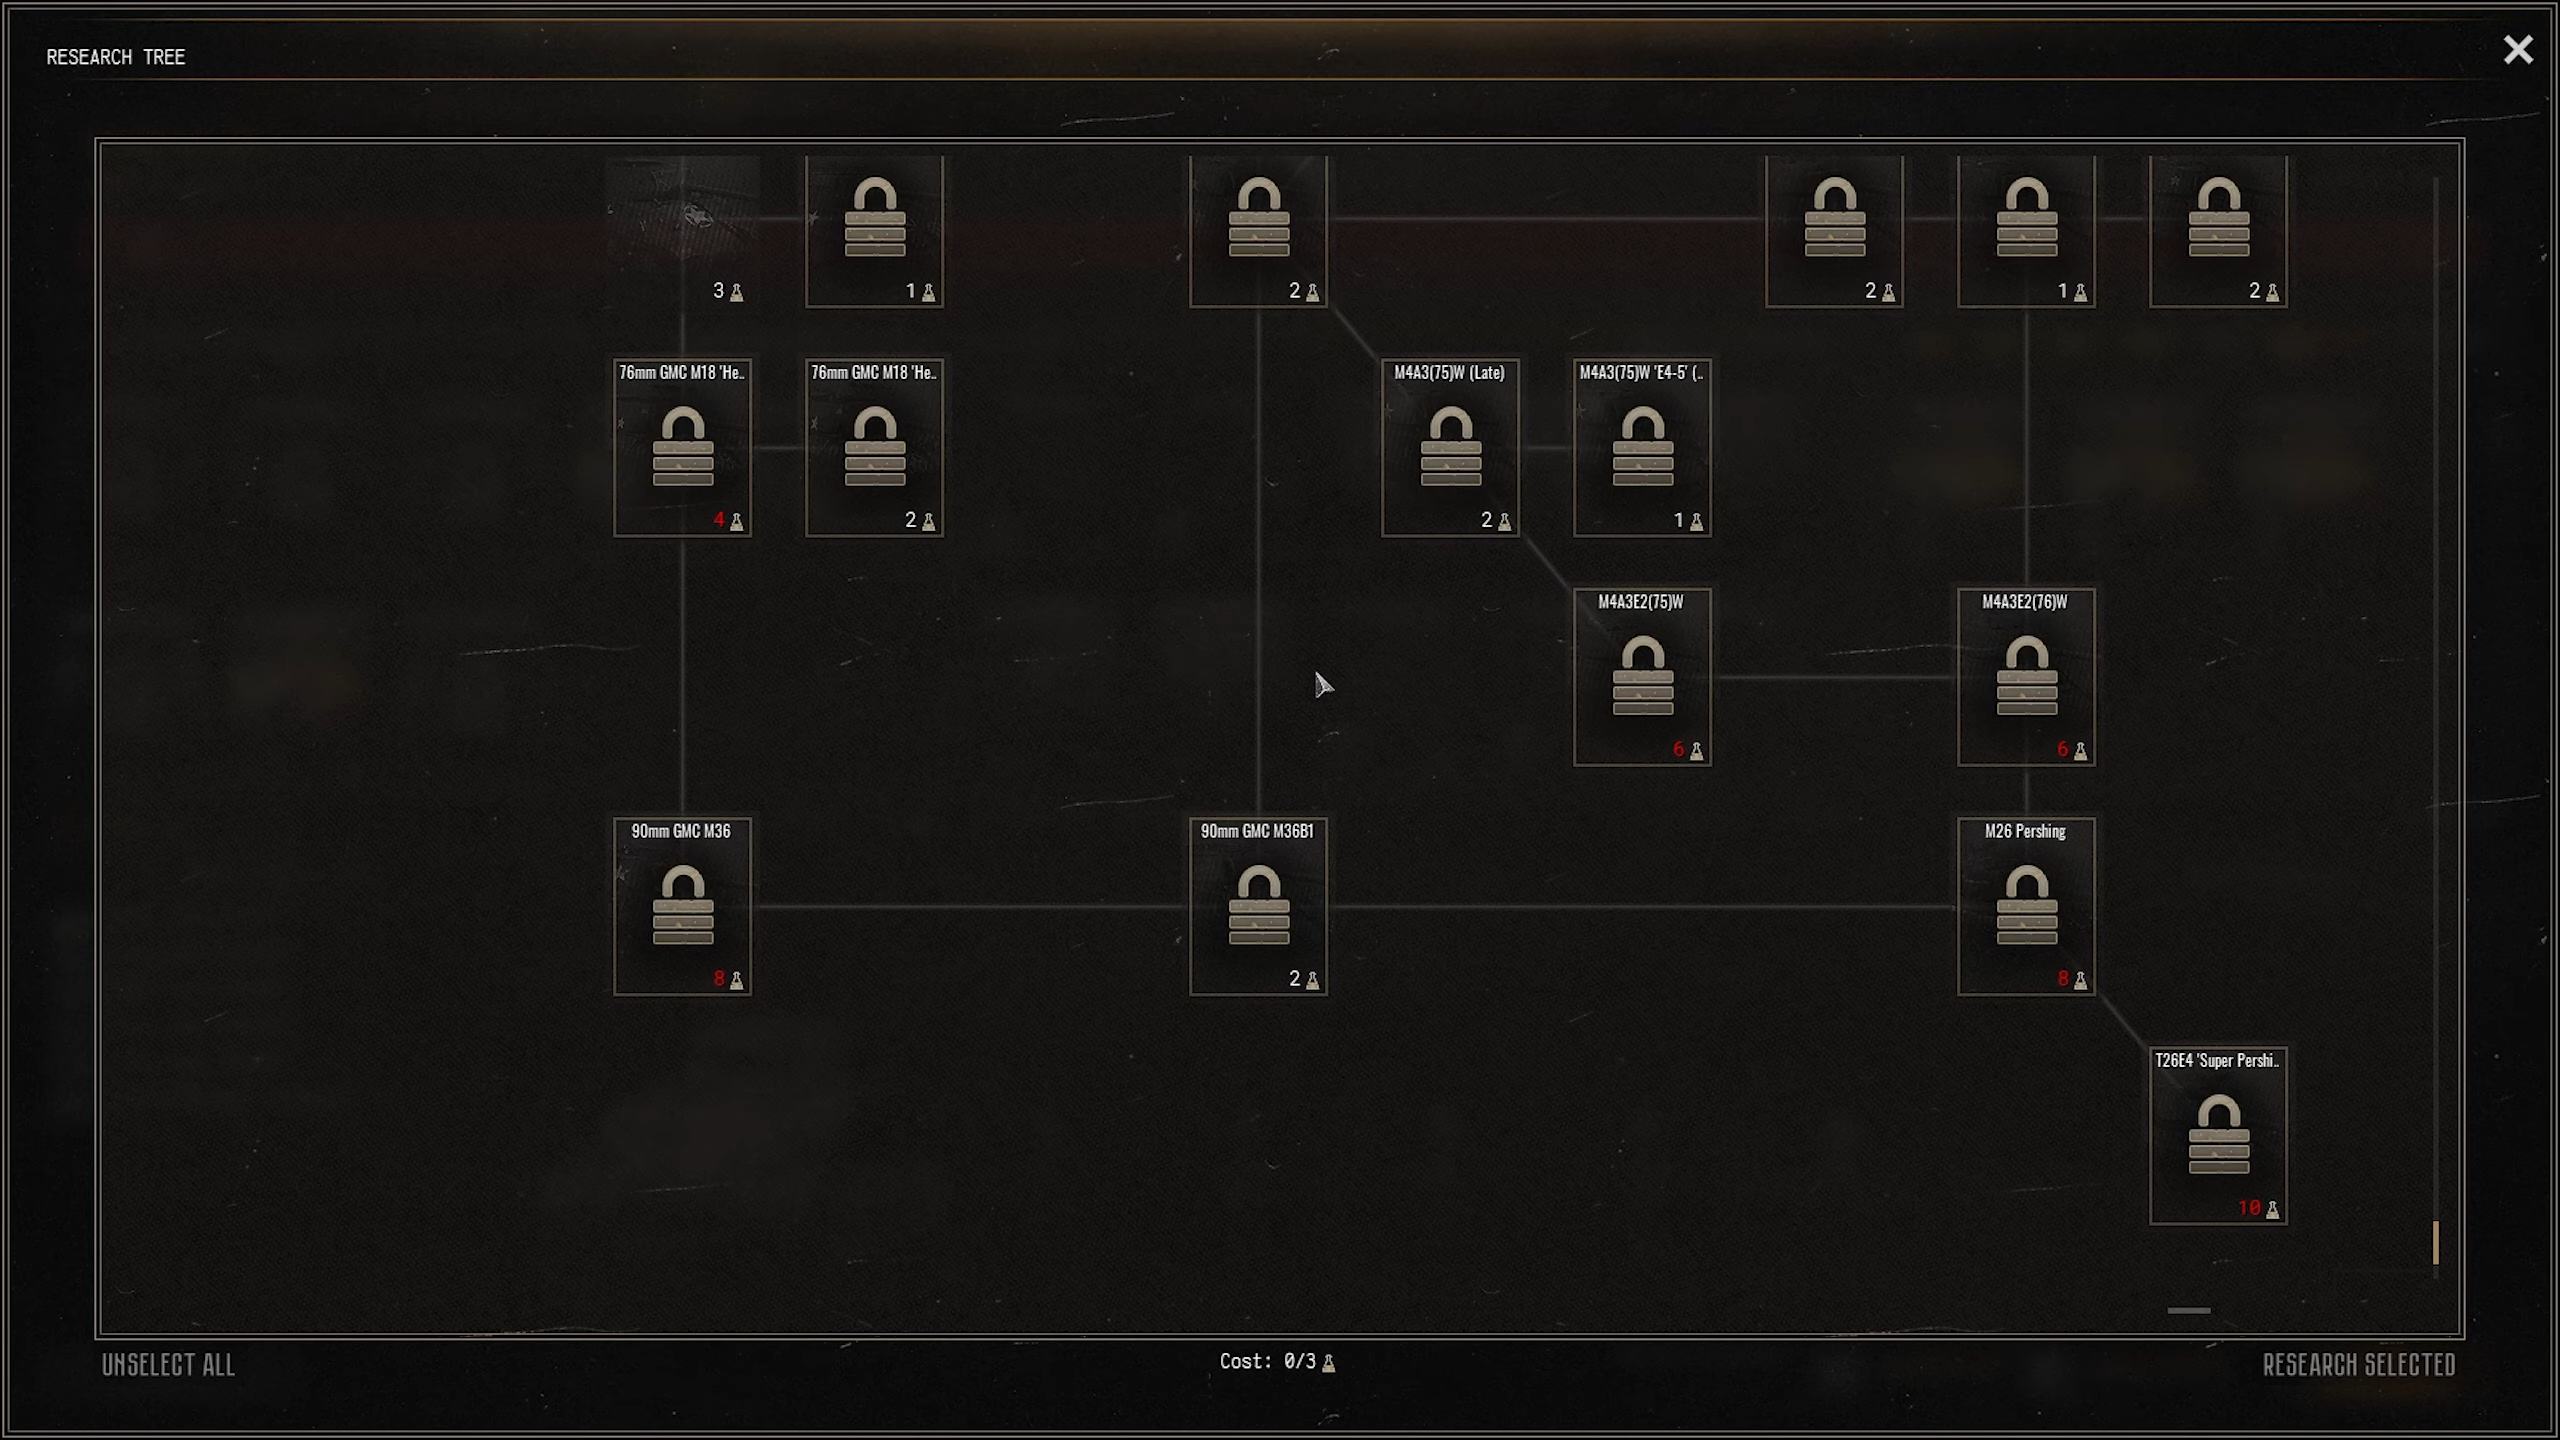 RESEARCH TREE
3
1
2
2
1
2
76mm GMC M18 'He..
76mm GMC M18 'He..
M4A3(75)W (Late)
M4A3(75)W 'E4-5' (..
4
2
2
1
M4A3E2(75)W
M4A3E2(76)W
6
6
90mm GMC M36
90mm GMC M36B1
M26 Pershing
8
2
8
T26E4 'Super Pershi..
10
UNSELECT ALL
Cost: 0/3
RESEARCH SELECTED